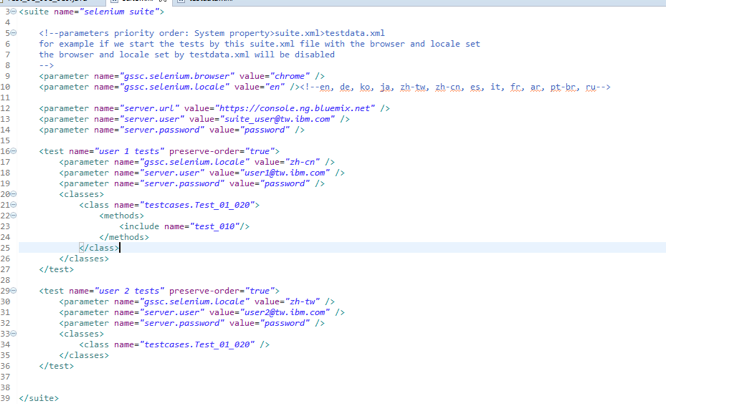 3 <suite name="selenium suite">
4
5 <!--parameters priority order: System property>suite.xml>testdata.xml
6 for example if we start the tests by this suite.xml file with the browser and locale set
7 the browser and locale set by testdata.xml will be disabled
8 -->
9 <parameter name="gssc.selenium.browser" value="chrome" />
10 <parameter name="gssc.selenium.locale" value="en" /><!--en, de, ko, ja, zh-tw, zh-cn, es, it, fr, ar, pt-br, ru-->
11
12 <parameter name="server.url" value="https://console.ng.bluemix.net" />
13 <parameter name="server.user" value="suite_user@tw.ibm.com" />
14 <parameter name="server.password" value="password" />
15
16 <test name="user 1 tests" preserve-order="true">
17 <parameter name="gssc.selenium.locale" value="zh-cn" />
18 <parameter name="server.user" value="user1@tw.ibm.com" />
19 <parameter name="server.password" value="password" />
20 <classes>
21 <class name="testcases.Test_01_020">
22 <methods>
23 <include name="test_010"/>
24 </methods>
25 </class>
26 </classes>
27 </test>
28
29 <test name="user 2 tests" preserve-order="true">
30 <parameter name="gssc.selenium.locale" value="zh-tw" />
31 <parameter name="server.user" value="user2@tw.ibm.com" />
32 <parameter name="server.password" value="password" />
33 <classes>
34 <class name="testcases.Test_01_020" />
35 </classes>
36 </test>
37
38
39 </suite>